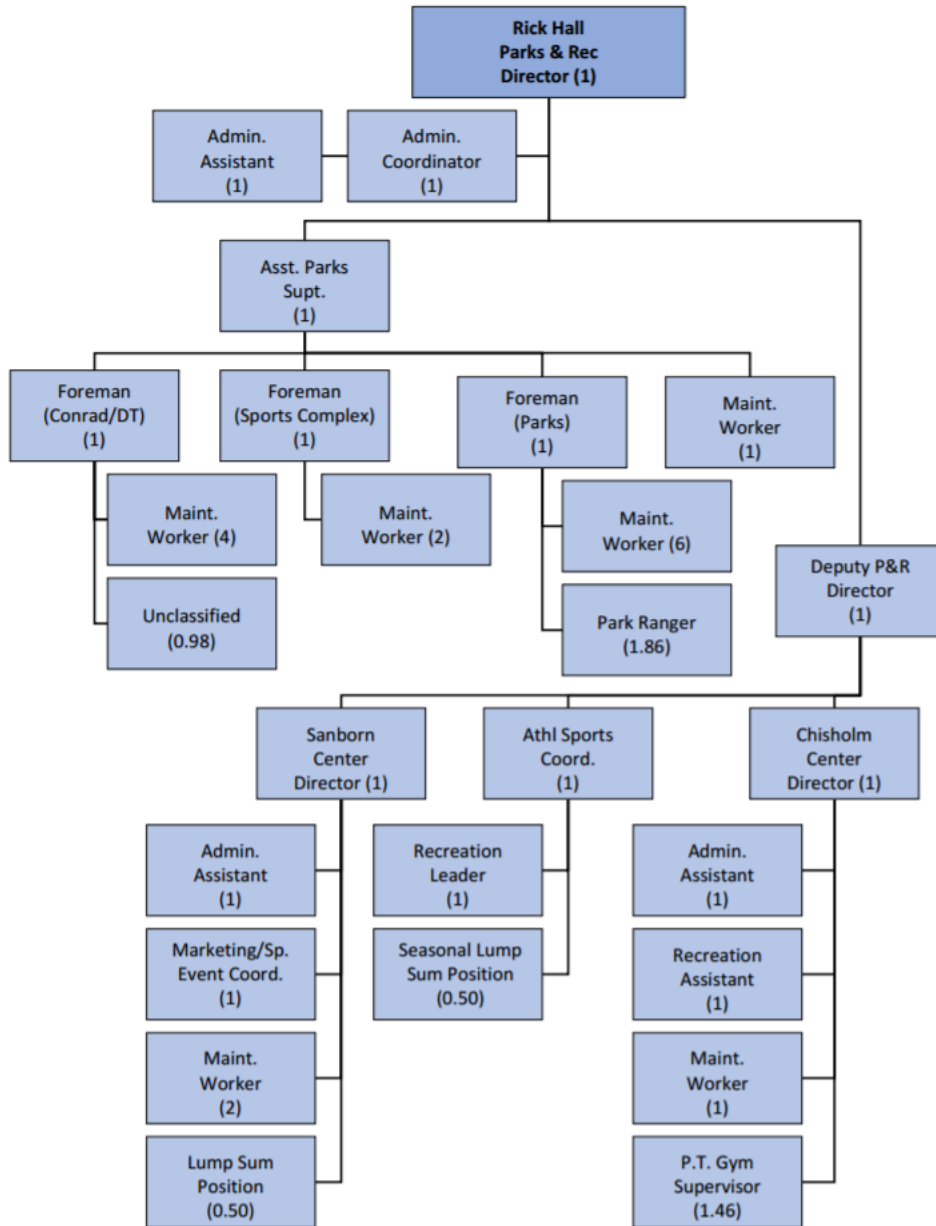 Rick Hall
Parks & Rec
Director (1)
Admin.
Assistant
(1)
Admin.
Coordinator
(1)
Asst. Parks
Supt.
(1)
Foreman
(Conrad/DT)
(1)
Foreman
(Sports Complex)
(1)
Foreman
(Parks)
(1)
Maint.
Worker
(1)
Maint.
Worker (4)
Maint.
Worker (2)
Maint.
Worker (6)
Unclassified
(0.98)
Park Ranger
(1.86)
Deputy P&R
Director
(1)
Sanborn
Center
Director (1)
Athl Sports
Coord.
(1)
Chisholm
Center
Director (1)
Admin.
Assistant
(1)
Recreation
Leader
(1)
Admin.
Assistant
(1)
Marketing/Sp.
Event Coord.
(1)
Seasonal Lump
Sum Position
(0.50)
Recreation
Assistant
(1)
Maint.
Worker
(2)
Maint.
Worker
(1)
Lump Sum
Position
(0.50)
P.T. Gym
Supervisor
(1.46)